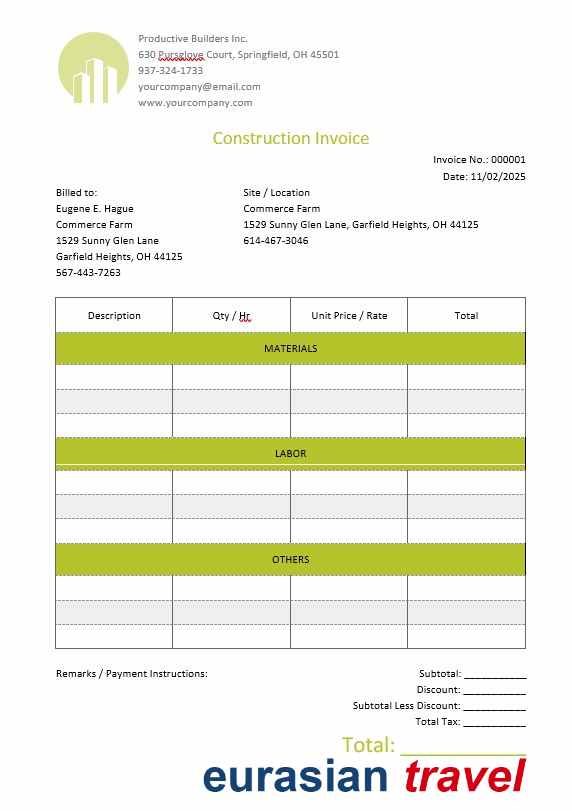 Productive Builders Inc.
630 Pursglove Court, Springfield, OH 45501
937-324-1733
yourcompany@email.com
www.yourcompany.com
Construction Invoice
Invoice No.: 000001
Date: 11/02/2025
Billed to:
Eugene E. Hague
Commerce Farm
1529 Sunny Glen Lane
Garfield Heights, OH 44125
567-443-7263
Site / Location
Commerce Farm
1529 Sunny Glen Lane, Garfield Heights, OH 44125
614-467-3046
Description Qty / Hr Unit Price / Rate Total
MATERIALS
LABOR
OTHERS
Remarks / Payment Instructions:
Subtotal: ___________
Discount: ___________
Subtotal Less Discount: ___________
Total Tax: ___________
Total: ___________
eurasian travel